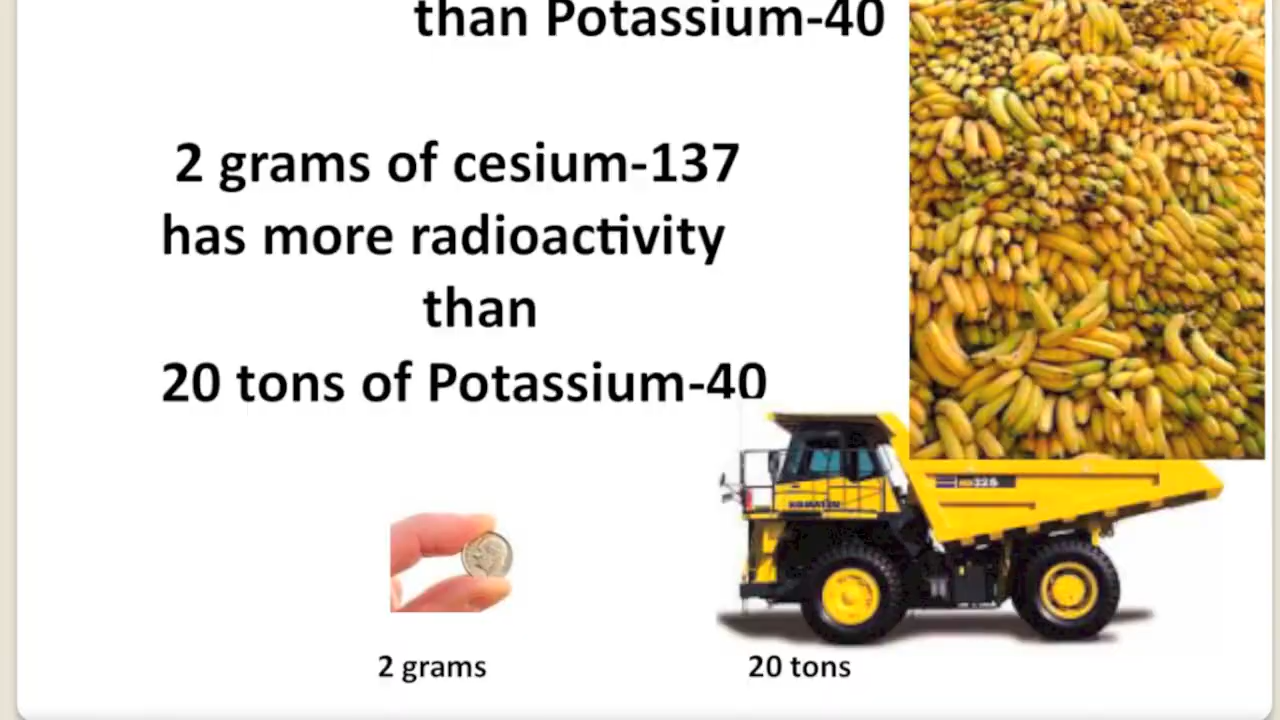 than Potassium-40
2 grams of cesium-137
has more radioactivity
than
20 tons of Potassium-40
KOMATSU
2 grams
20 tons